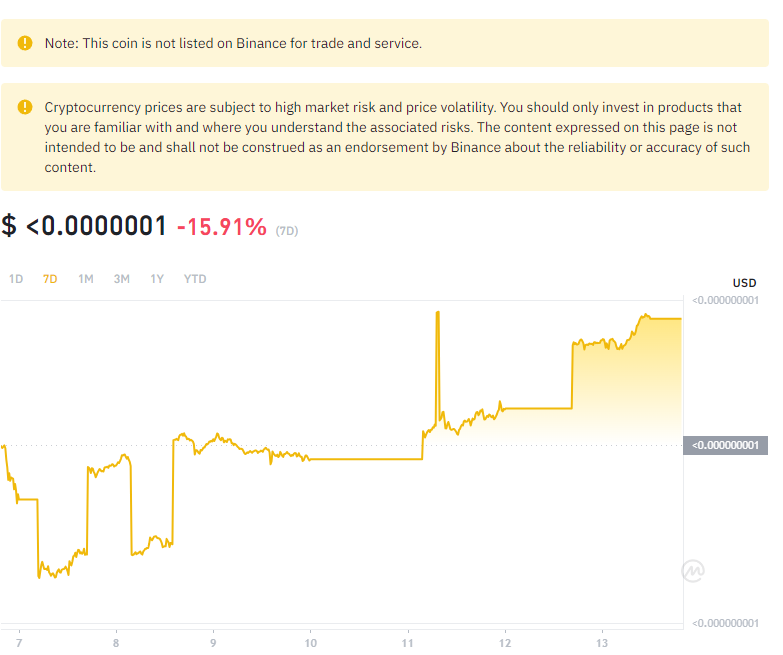 Note: This coin is not listed on Binance for trade and service.
Cryptocurrency prices are subject to high market risk and price volatility. You should only invest in products that
you are familiar with and where you understand the associated risks. The content expressed on this page is not
intended to be and shall not be construed as an endorsement by Binance about the reliability or accuracy of such
content.
$ <0.0000001 -15.91% (7D)
1D 7D 1M 3M 1Y YTD
USD
<0.000000001
<0.000000001
<0.000000001
7 8 9 10 11 12 13